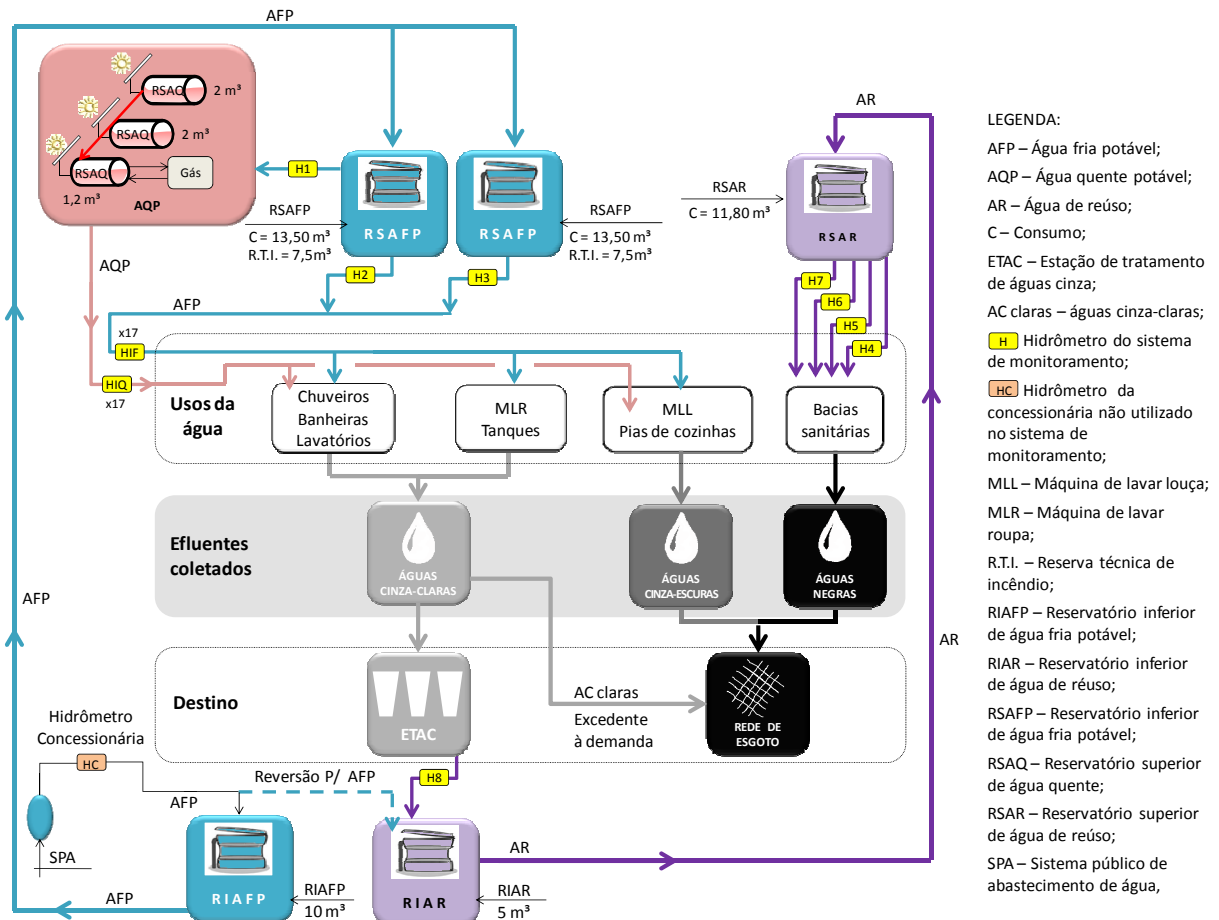 AFP
RSAQ
2 m³
RSAQ
2 m³
RSAQ
Gás
1,2 m³
AQP
H1
RSAFP
C = 13,50 m³
R.T.I. = 7,5m³
RSAFP
RSAFP
RSAFP
C = 13,50 m³
R.T.I. = 7,5m³
AR
RSAR
C = 11,80 m³
RSAR
H2
H3
H7
H6
H5
H4
AQP
AFP
x17
HIF
HIQ
x17
Usos da
água
Chuveiros
Banheiras
Lavatórios
MLR
Tanques
MLL
Pias de cozinhas
Bacias
sanitárias
Efluentes
coletados
ÁGUAS
CINZA-CLARAS
ÁGUAS
CINZA-ESCURAS
ÁGUAS
NEGRAS
AFP
AR
Destino
ETAC
AC claras
Excedente
à demanda
REDE DE
ESGOTO
Hidrômetro
Concessionária
HC
Reversão P/ AFP
H8
AFP
SPA
RIAFP
RIAFP
10 m³
RIAR
RIAR
5 m³
AR
AFP
LEGENDA:
AFP – Água fria potável;
AQP – Água quente potável;
AR – Água de reúso;
C – Consumo;
ETAC – Estação de tratamento
de águas cinza;
AC claras – águas cinza-claras;
H Hidrômetro do sistema
de monitoramento;
HC Hidrômetro da
concessionária não utilizado
no sistema de
monitoramento;
MLL – Máquina de lavar louça;
MLR – Máquina de lavar
roupa;
R.T.I. – Reserva técnica de
incêndio;
RIAFP – Reservatório inferior
de água fria potável;
RIAR – Reservatório inferior
de água de réuso;
RSAFP – Reservatório inferior
de água fria potável;
RSAQ – Reservatório superior
de água quente;
RSAR – Reservatório superior
de água de reúso;
SPA – Sistema público de
abastecimento de água,